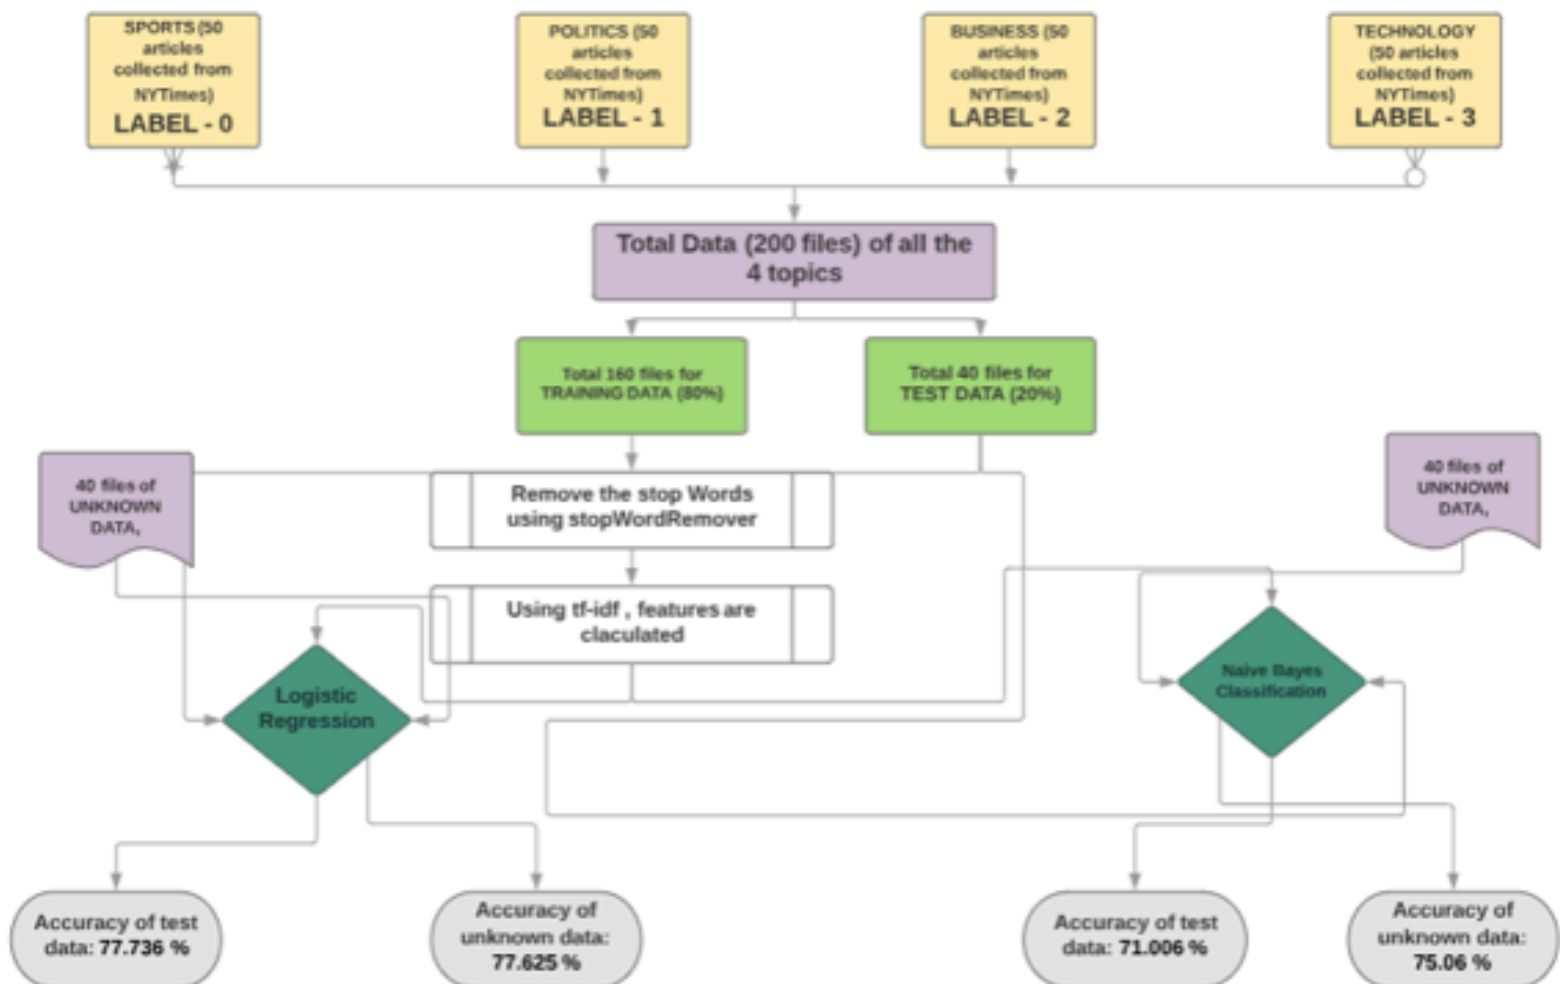 SPORTS (50
articles
collected from
NYTimes)
LABEL - 0
POLITICS (50
articles
collected from
NYTimes)
LABEL - 1
BUSINESS (50
articles
collected from
NYTimes)
LABEL - 2
TECHNOLOGY
(50 articles
collected from
NYTimes)
LABEL - 3
Total Data (200 files) of all the
4 topics
Total 160 files for
TRAINING DATA (80%)
Total 40 files for
TEST DATA (20%)
40 files of
UNKNOWN
DATA,
Remove the stop Words
using stopWordRemover
40 files of
UNKNOWN
DATA,
Using tf-idf , features are
claculated
Logistic
Regression
Naive Bayes
Classification
Accuracy of test
data: 77.736 %
Accuracy of
unknown data:
77.625 %
Accuracy of test
data: 71.006 %
Accuracy of
unknown data:
75.06 %